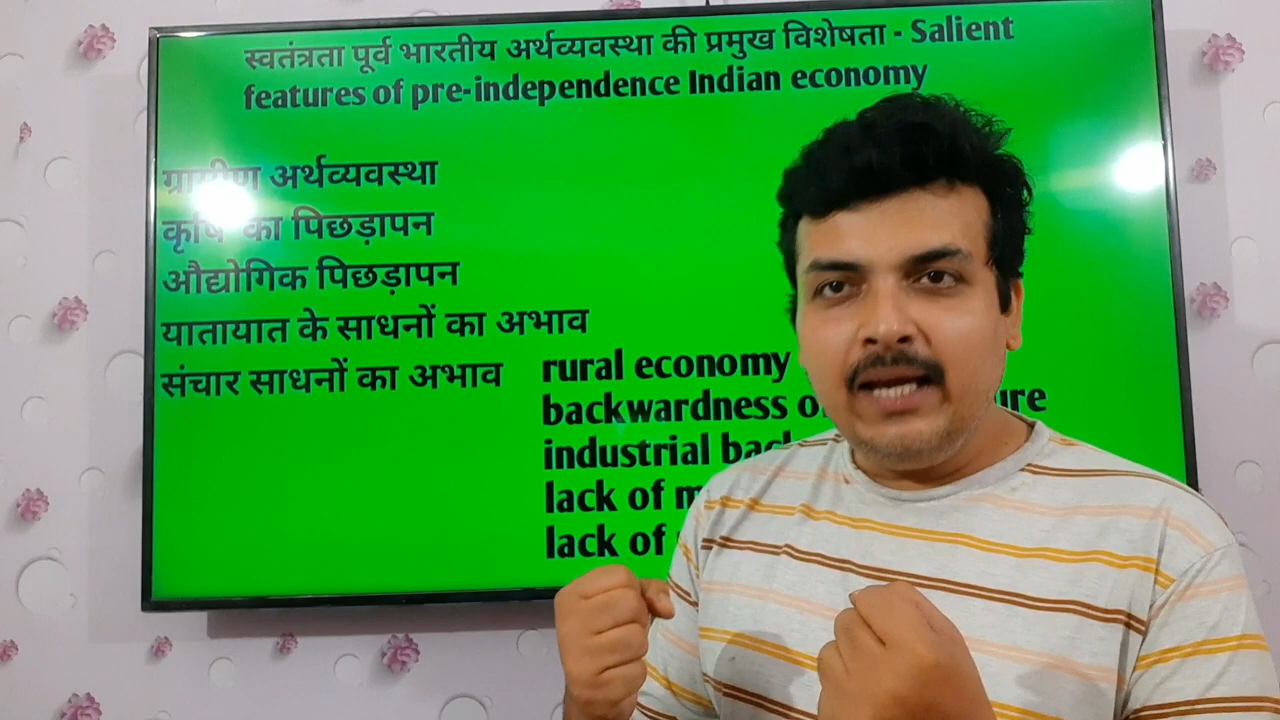 स्वतंत्रता पूर्व भारतीय अर्थव्यवस्था की प्रमुख विशेषता - Salient
features of pre-independence Indian economy
ग्रामीण अर्थव्यवस्था
कृषि का पिछड़ापन
औद्योगिक पिछड़ापन
यातायात के साधनों का अभाव
संचार साधनों का अभाव
rural economy
backwardness
industrial
lack of
lack of